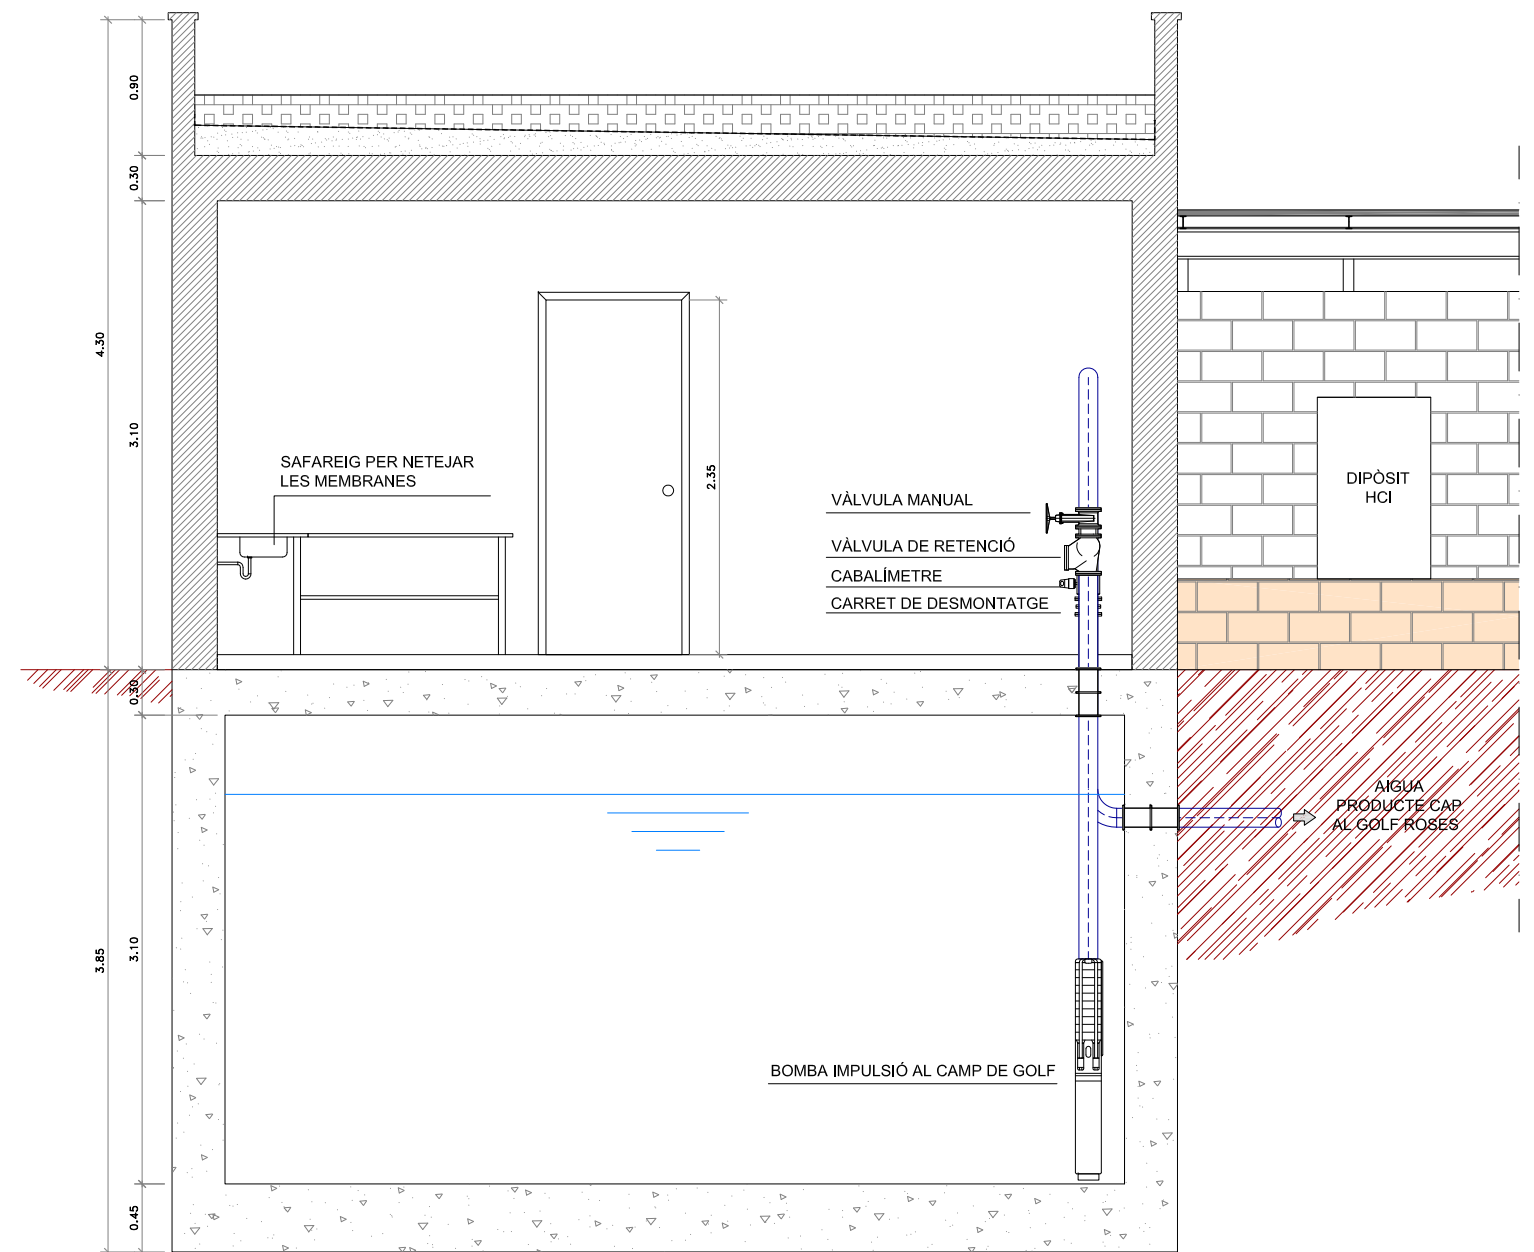 0.90
0.30
4.30
3.10
2.35
SAFAREIG PER NETEJAR
LES MEMBRANES
VÀLVULA MANUAL
VÀLVULA DE RETENCIÓ
CABALÍMETRE
CARRET DE DESMONTATGE
DIPÒSIT
HCl
0.30
AIGUA
PRODUCTE CAP
AL GOLF ROSES
3.85
3.10
BOMBA IMPULSIÓ AL CAMP DE GOLF
0.45